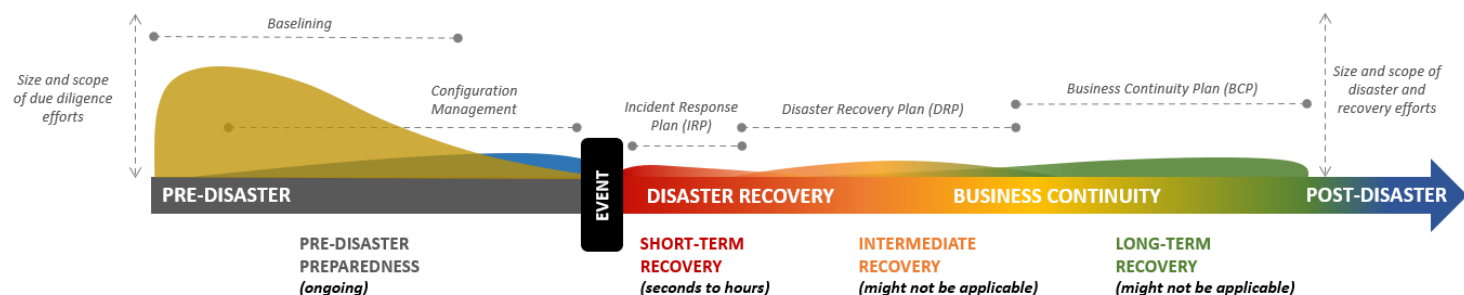 Baselining
Size and scope
of due diligence
efforts
Configuration
Management
Incident Response
Plan (IRP)
Disaster Recovery Plan (DRP)
Business Continuity Plan (BCP)
Size and scope of
disaster and
recovery efforts
PRE-DISASTER
EVENT
DISASTER RECOVERY
BUSINESS CONTINUITY
POST-DISASTER
PRE-DISASTER
PREPAREDNESS
(ongoing)
SHORT-TERM
RECOVERY
(seconds to hours)
INTERMEDIATE
RECOVERY
(might not be applicable)
LONG-TERM
RECOVERY
(might not be applicable)